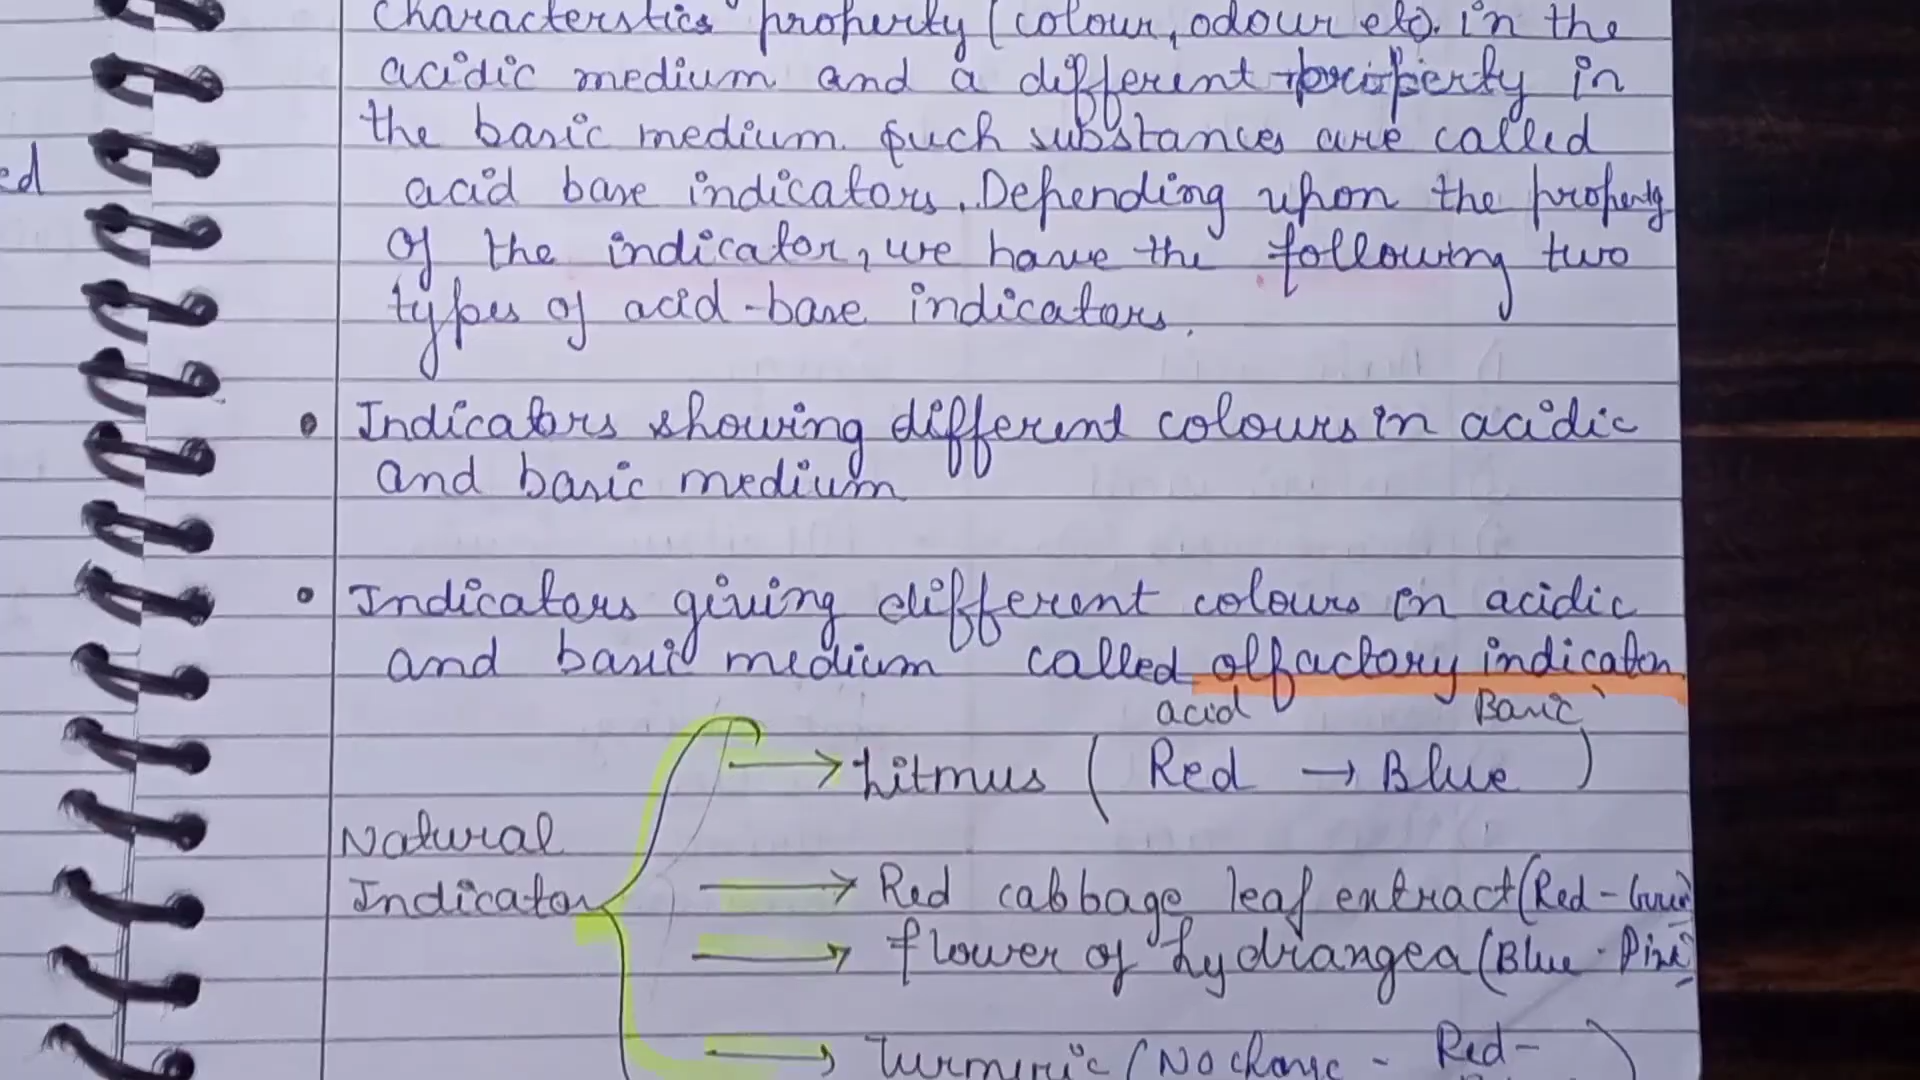 ed
characterstics property (colour, odour etc). in the
acidic medium and a different property in
the basic medium. Such substances are called
acid base indicators. Depending upon the property
of the indicator, we have the following two
types of acid-base indicators.
• Indicators showing different colours in acidic
and basic medium
• Indicators giving different colours in acidic
and basic medium called olfactory indicator
acid Basic
→ Litmus ( Red → Blue )
Natural
Indicator
→ Red cabbage leaf extract (Red - Green)
→ flower of hydrangea (Blue - Pink)
→ Turmeric (No change - Red-